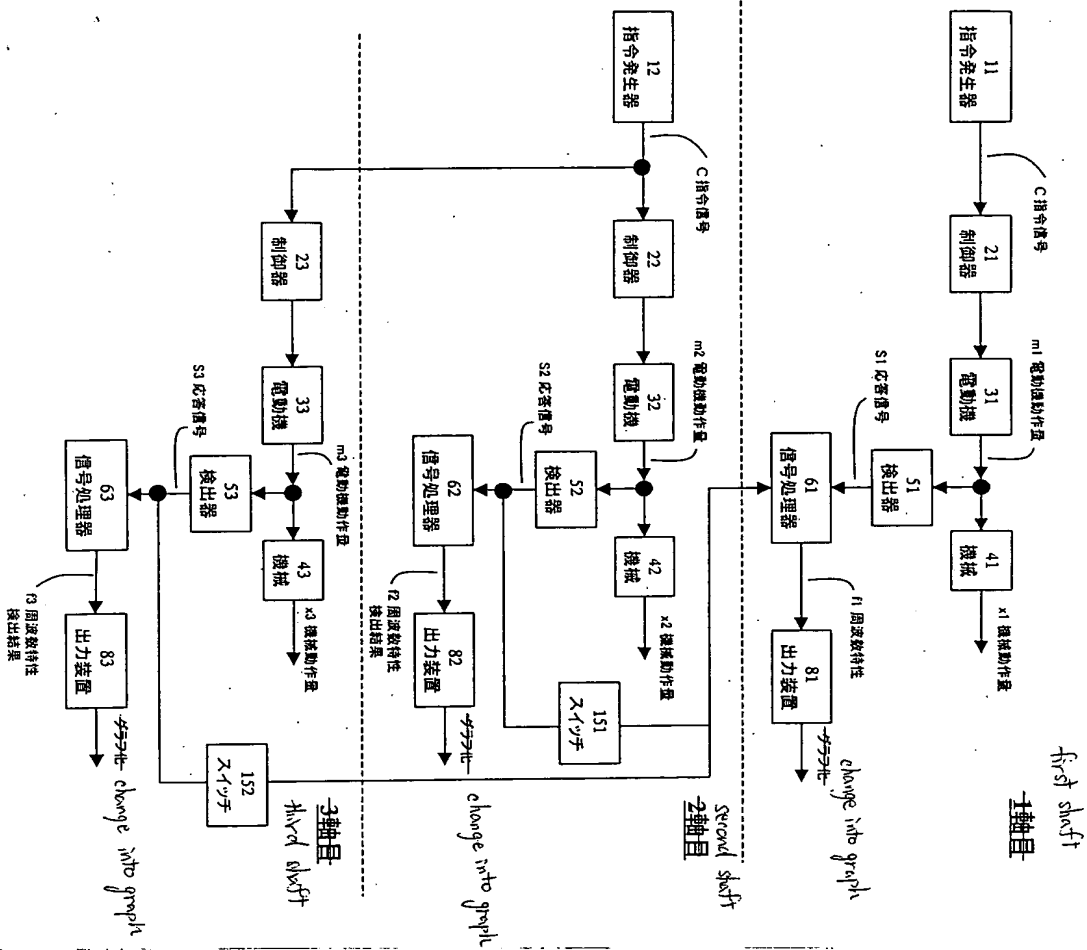 first shaft
1軸目
11
指令発生器
C 指令信号
21
制御器
m1 電動機動作量
31
電動機
41
機械
x1 機械動作量
51
検出器
S1 応答信号
61
信号処理器
f1 周波数特性
81
出力装置
グラフ化
change into graph
second shaft
2軸目
12
指令発生器
C 指令信号
22
制御器
m2 電動機動作量
32
電動機
42
機械
x2 機械動作量
52
検出器
S2 応答信号
62
信号処理器
f2 周波数特性
検出結果
82
出力装置
グラフ化
change into graph
151
スイッチ
3軸目
third shaft
23
制御器
33
電動機
m3 電動機動作量
43
機械
x3 機械動作量
53
検出器
S3 応答信号
63
信号処理器
f3 周波数特性
検出結果
83
出力装置
グラフ化
change into graph
152
スイッチ